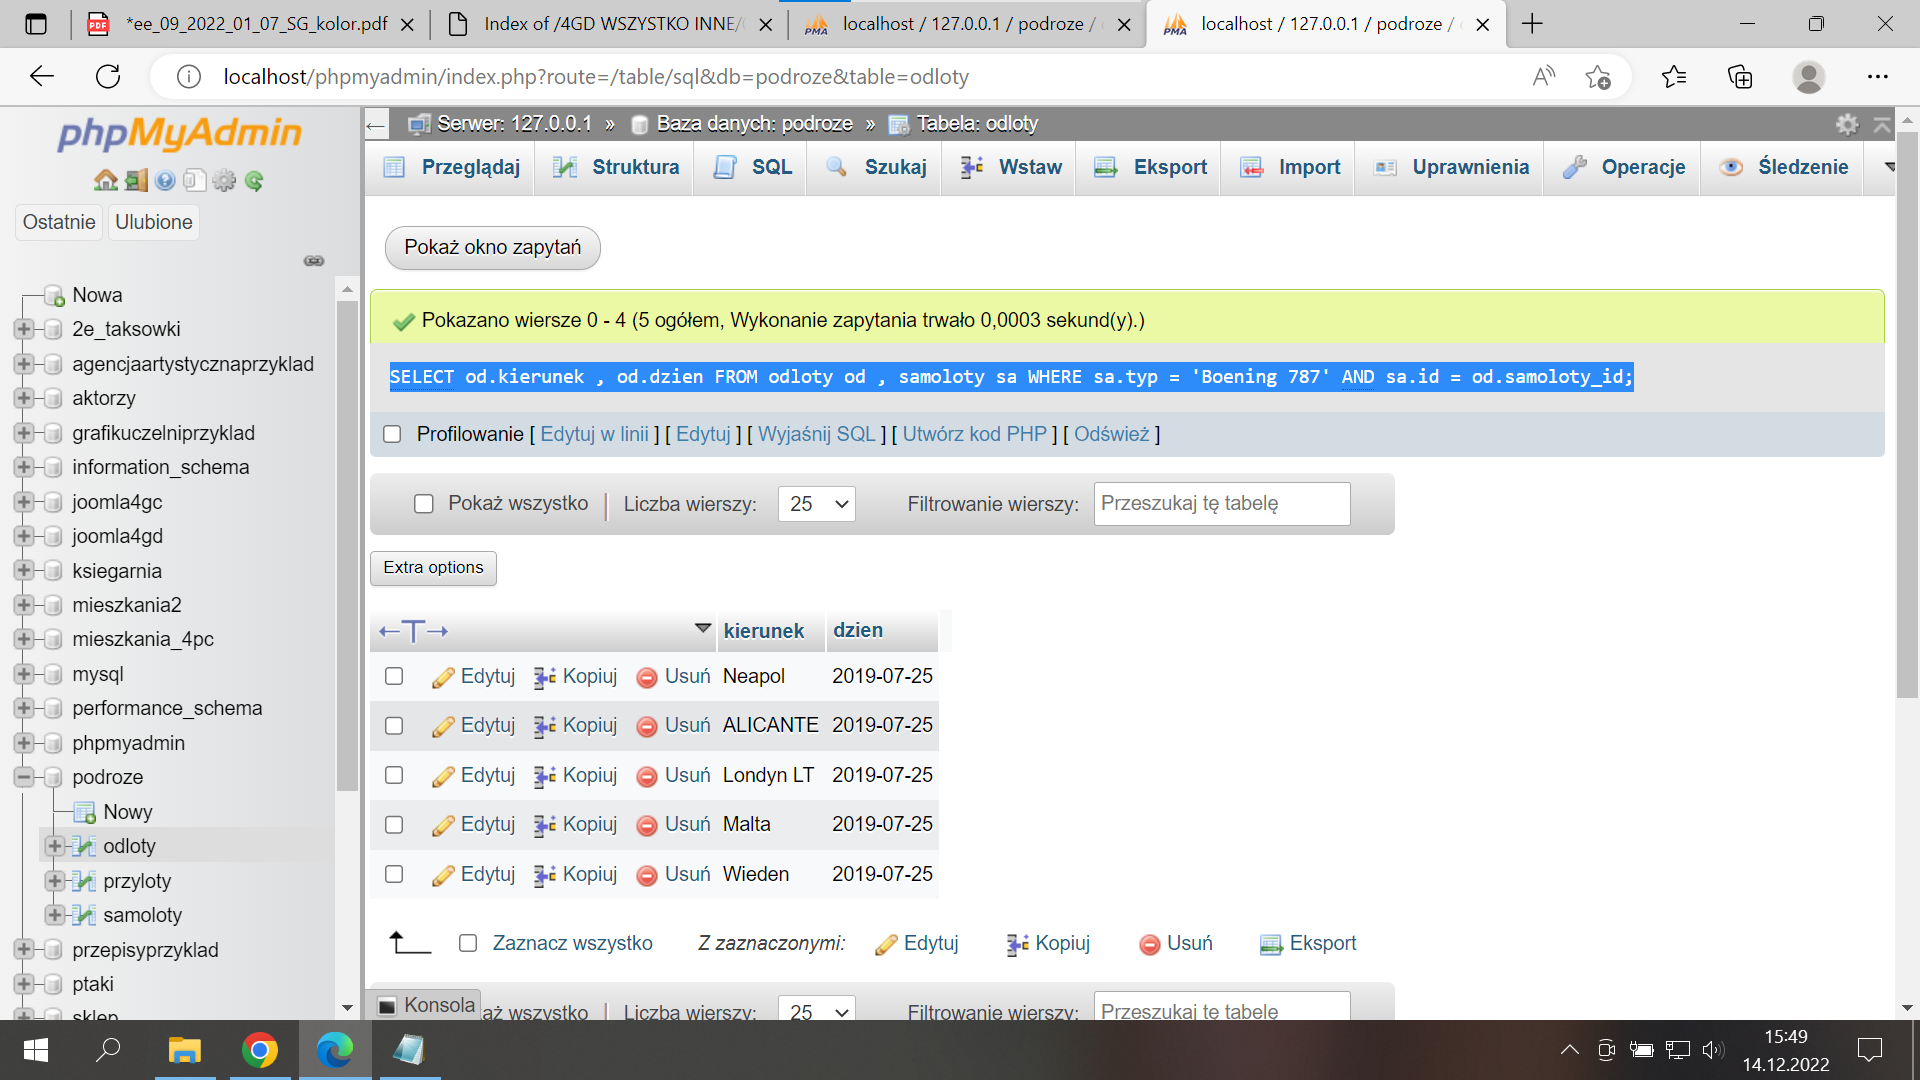 *ee_09_2022_01_07_SG_kolor.pdf
Index of /4GD WSZYSTKO INNE/
localhost / 127.0.0.1 / podroze /
localhost / 127.0.0.1 / podroze /
localhost/phpmyadmin/index.php?route=/table/sql&db=podroze&table=odloty
phpMyAdmin
Ostatnie
Ulubione
Nowa
2e_taksowki
agencjaartystycznaprzyklad
aktorzy
grafikuczelniprzyklad
information_schema
joomla4gc
joomla4gd
ksiegarnia
mieszkania2
mieszkania_4pc
mysql
performance_schema
phpmyadmin
podroze
Nowy
odloty
przyloty
samoloty
przepisyprzyklad
ptaki
sklep
Serwer: 127.0.0.1 » Baza danych: podroze » Tabela: odloty
Przeglądaj Struktura SQL Szukaj Wstaw Eksport Import Uprawnienia Operacje Śledzenie
Pokaż okno zapytań
Pokazano wiersze 0 - 4 (5 ogółem, Wykonanie zapytania trwało 0,0003 sekund(y).)
SELECT od.kierunek , od.dzien FROM odloty od , samoloty sa WHERE sa.typ = 'Boening 787' AND sa.id = od.samoloty_id;
Profilowanie [ Edytuj w linii ] [ Edytuj ] [ Wyjaśnij SQL ] [ Utwórz kod PHP ] [ Odśwież ]
Pokaż wszystko | Liczba wierszy: 25 Filtrowanie wierszy: Przeszukaj tę tabelę
Extra options
←T→ kierunek dzien
Edytuj Kopiuj Usuń Neapol 2019-07-25
Edytuj Kopiuj Usuń ALICANTE 2019-07-25
Edytuj Kopiuj Usuń Londyn LT 2019-07-25
Edytuj Kopiuj Usuń Malta 2019-07-25
Edytuj Kopiuj Usuń Wieden 2019-07-25
Zaznacz wszystko Z zaznaczonymi: Edytuj Kopiuj Usuń Eksport
Konsola
aż wszystko | Liczba wierszy: 25 Filtrowanie wierszy: Przeszukaj tę tabelę
15:49
14.12.2022